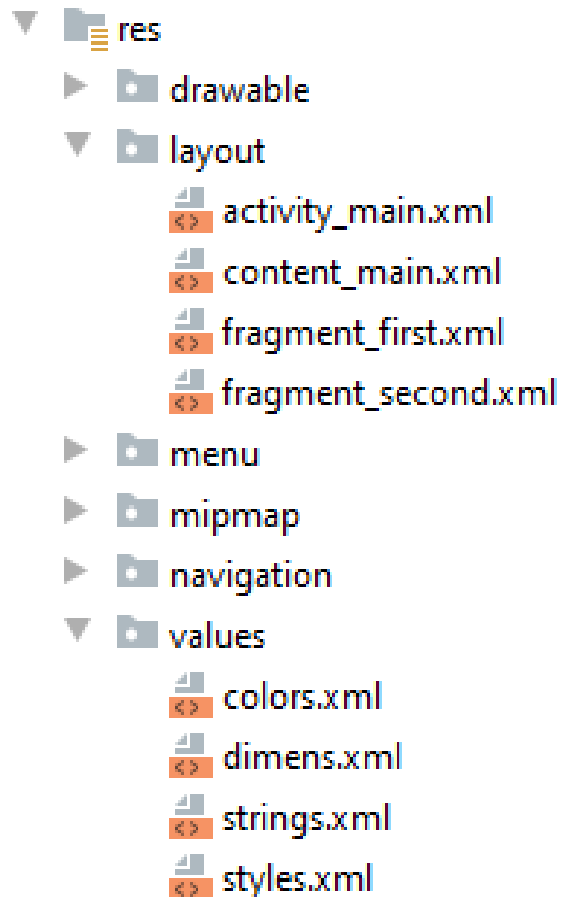 res
drawable
layout
activity_main.xml
content_main.xml
fragment_first.xml
fragment_second.xml
menu
mipmap
navigation
values
colors.xml
dimens.xml
strings.xml
styles.xml